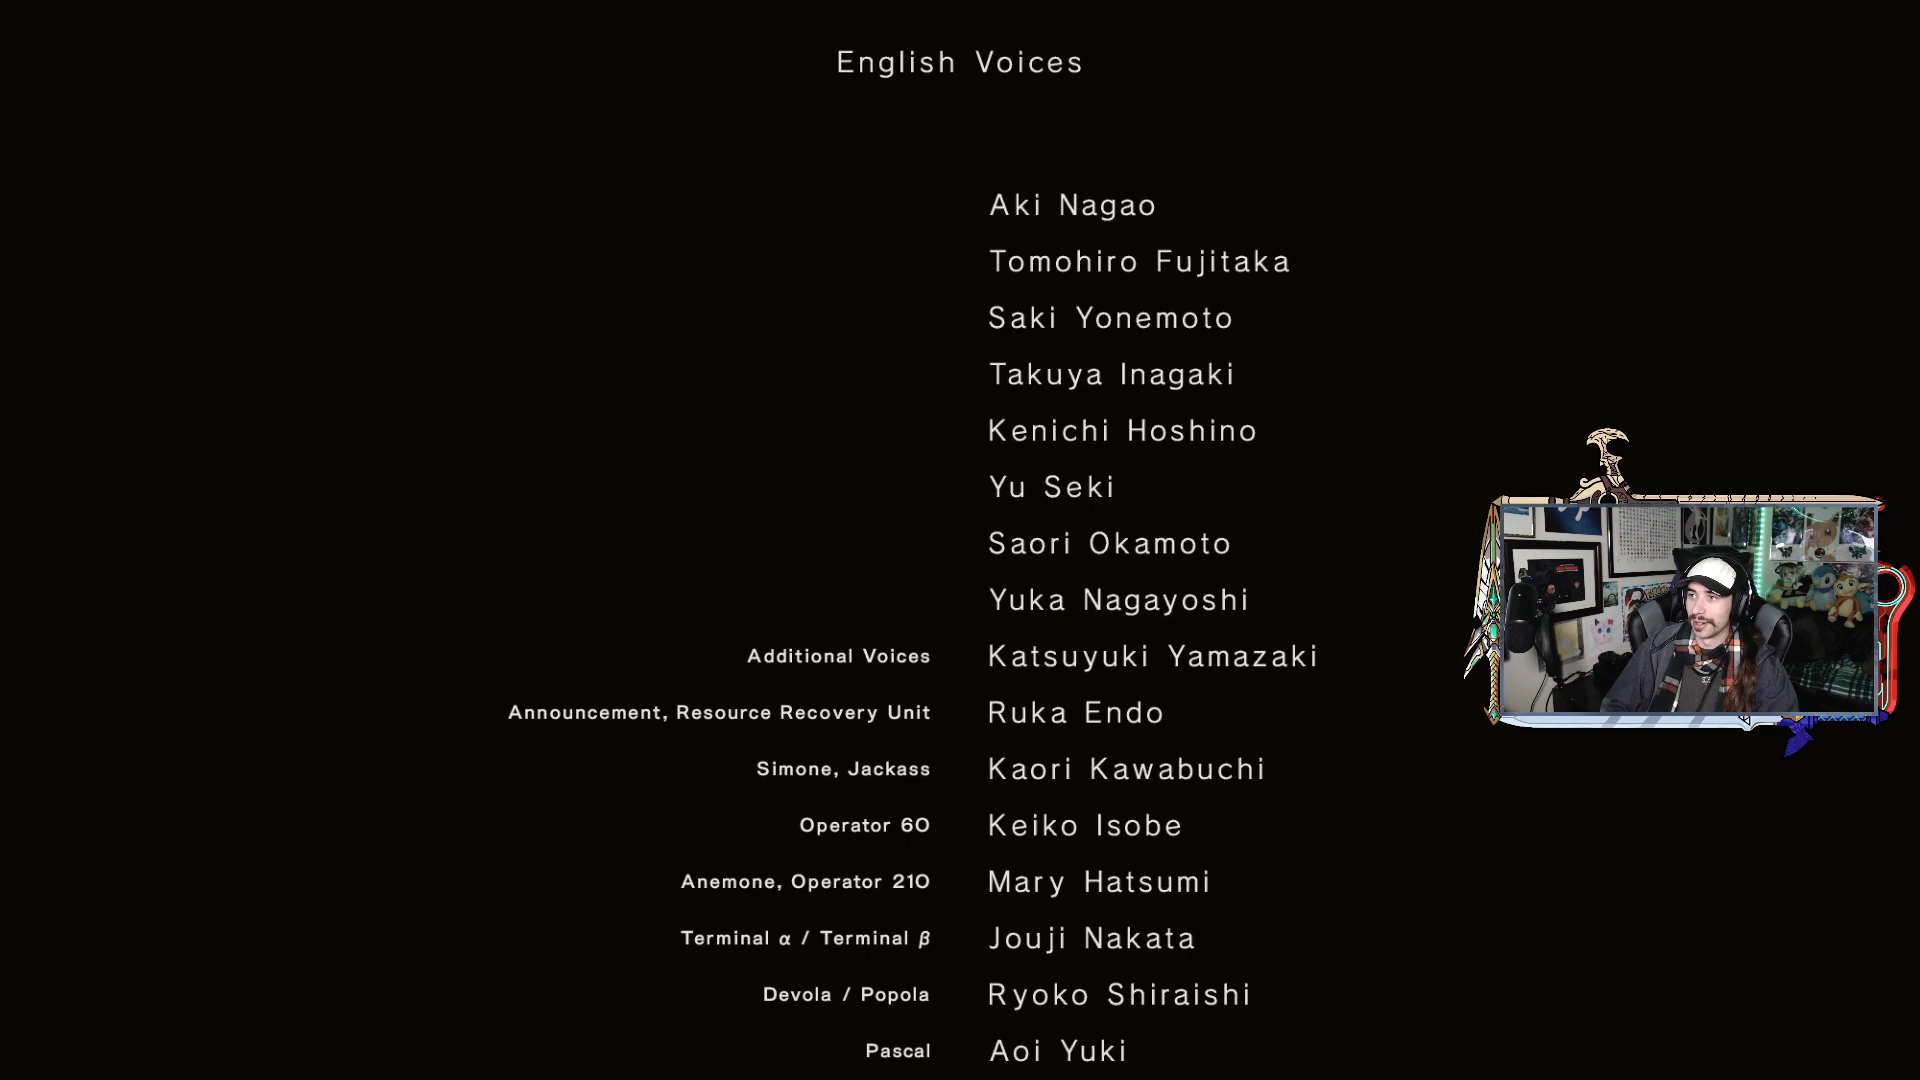 English Voices
Aki Nagao
Tomohiro Fujitaka
Saki Yonemoto
Takuya Inagaki
Kenichi Hoshino
Yu Seki
Saori Okamoto
Yuka Nagayoshi
Additional Voices Katsuyuki Yamazaki
Announcement, Resource Recovery Unit Ruka Endo
Simone, Jackass Kaori Kawabuchi
Operator 6O Keiko Isobe
Anemone, Operator 21O Mary Hatsumi
Terminal α / Terminal β Jouji Nakata
Devola / Popola Ryoko Shiraishi
Pascal Aoi Yuki